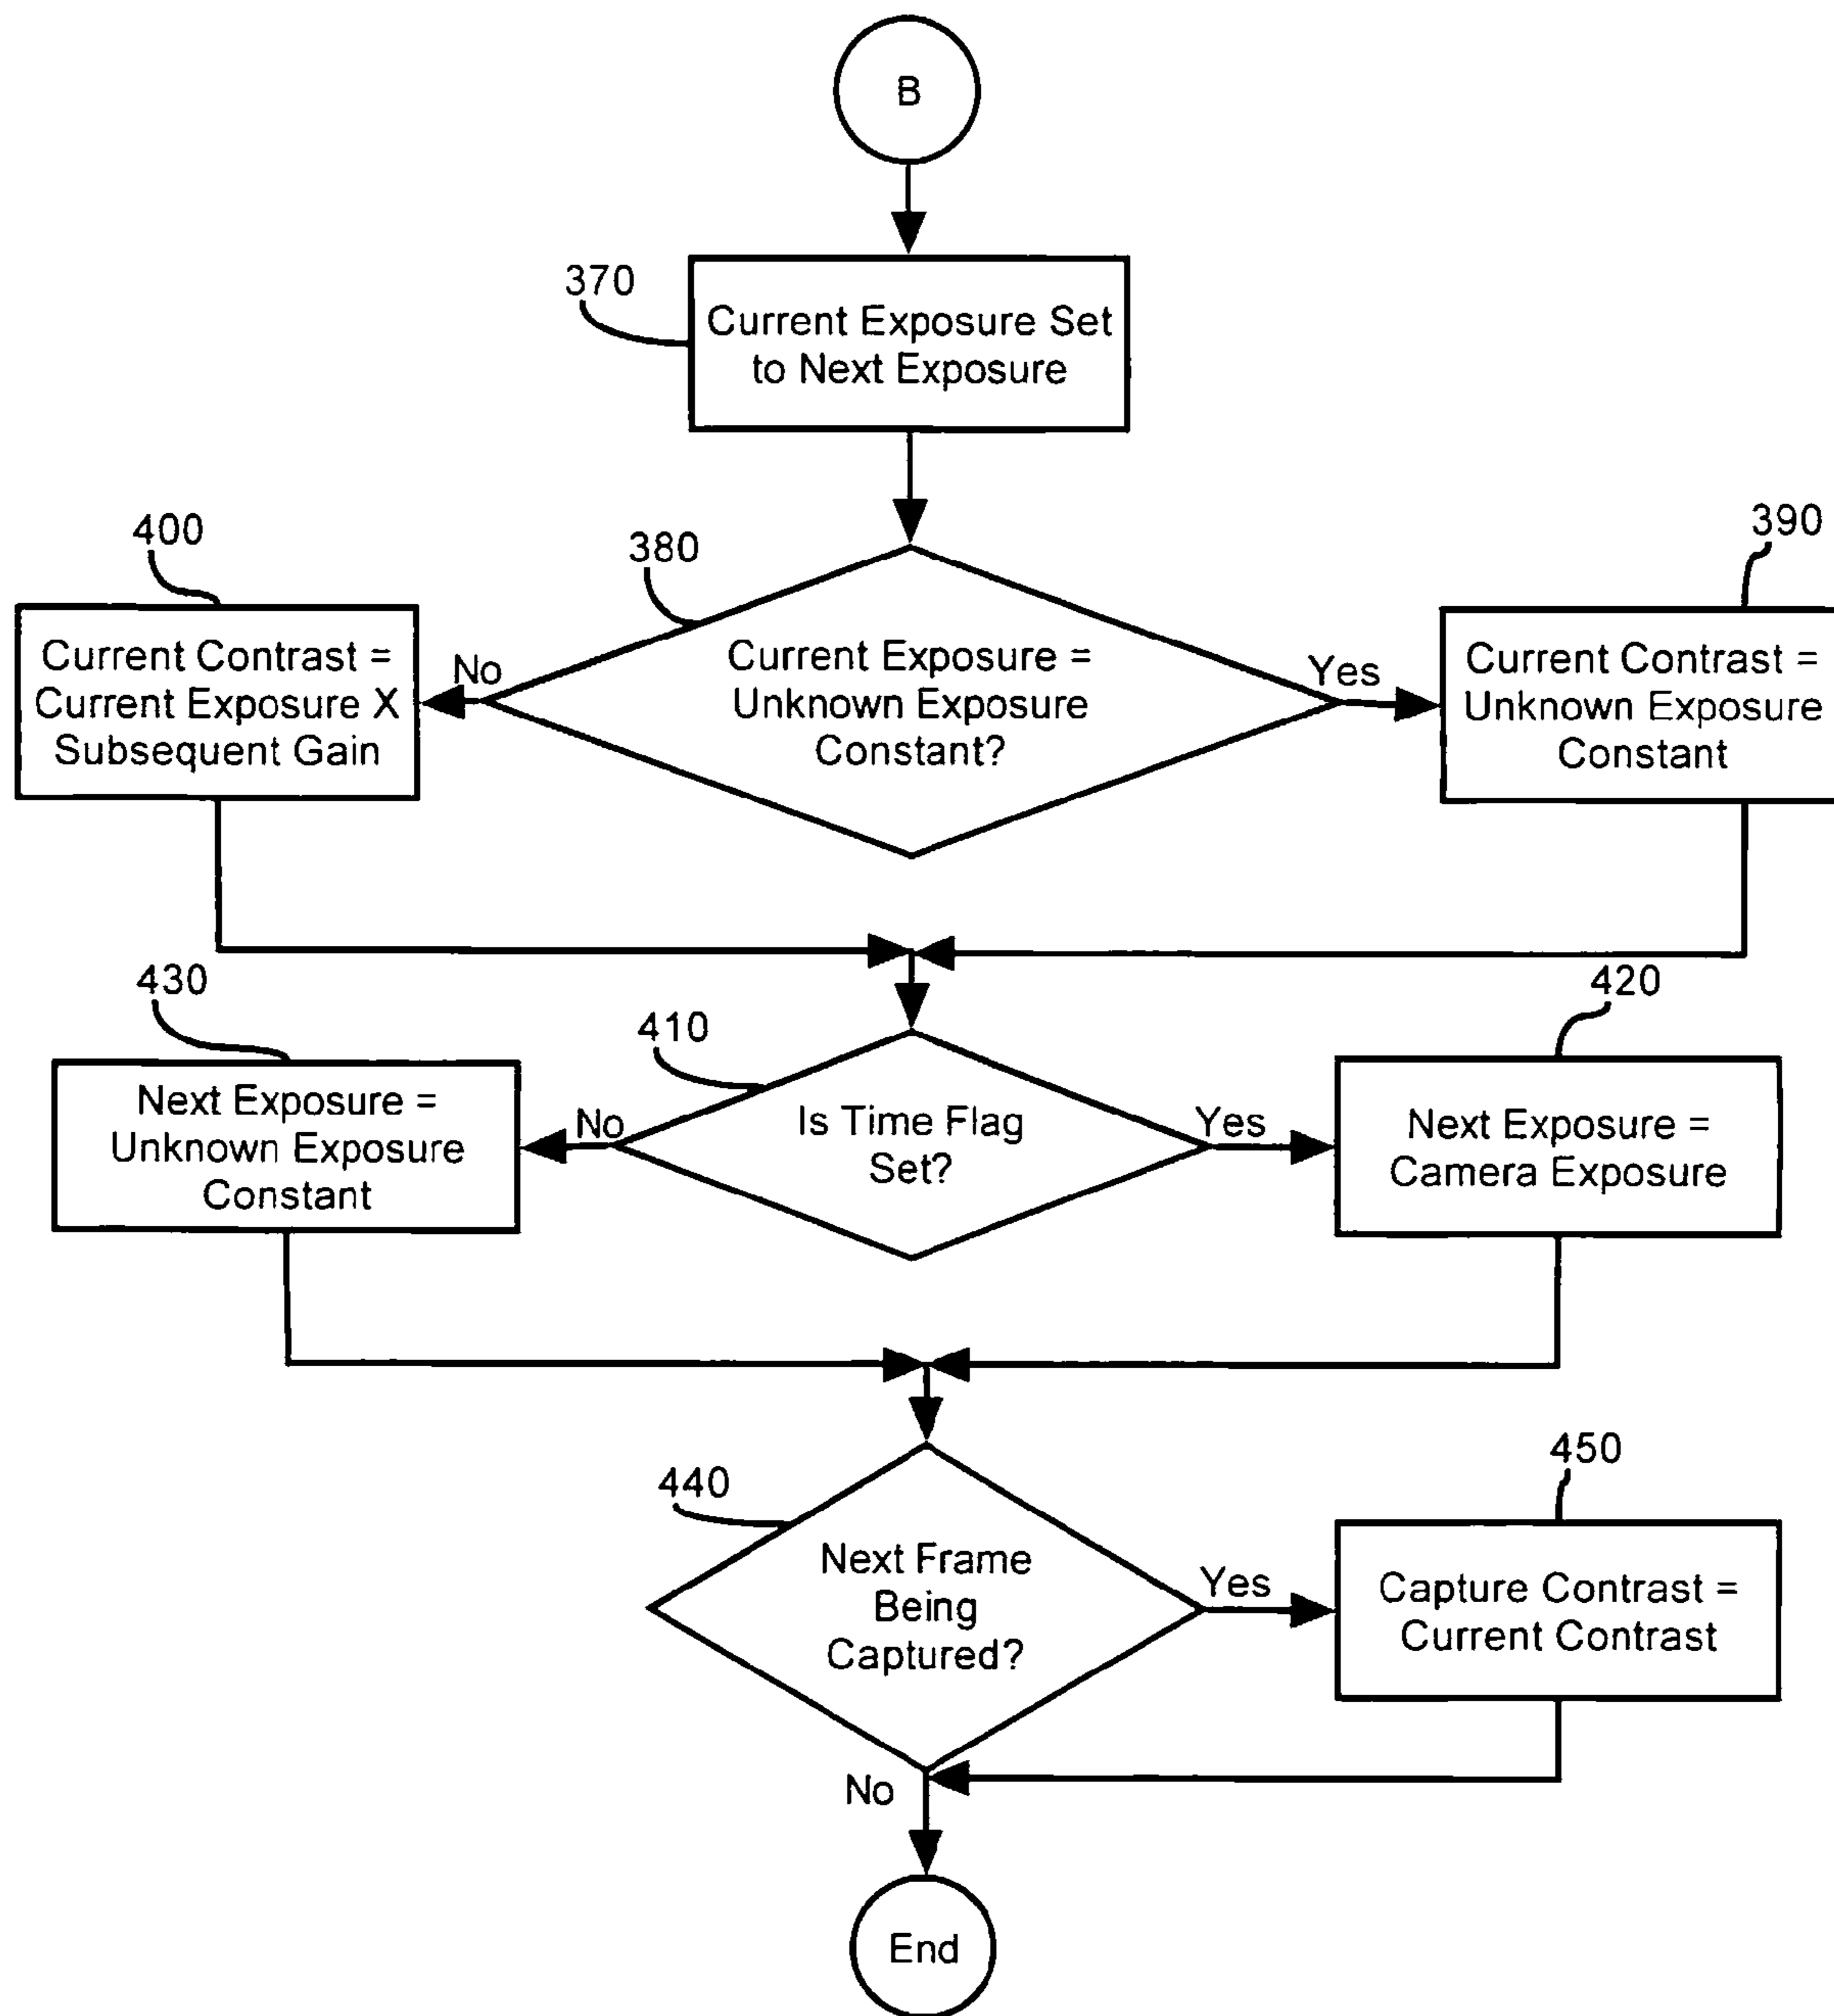 B
370
Current Exposure Set
to Next Exposure
400
380
390
Current Contrast =
Current Exposure X
Subsequent Gain
No
Current Exposure =
Unknown Exposure
Constant?
Yes
Current Contrast =
Unknown Exposure
Constant
430
410
420
Next Exposure =
Unknown Exposure
Constant
No
Is Time Flag
Set?
Yes
Next Exposure =
Camera Exposure
440
450
Next Frame
Being
Captured?
Yes
Capture Contrast =
Current Contrast
No
End